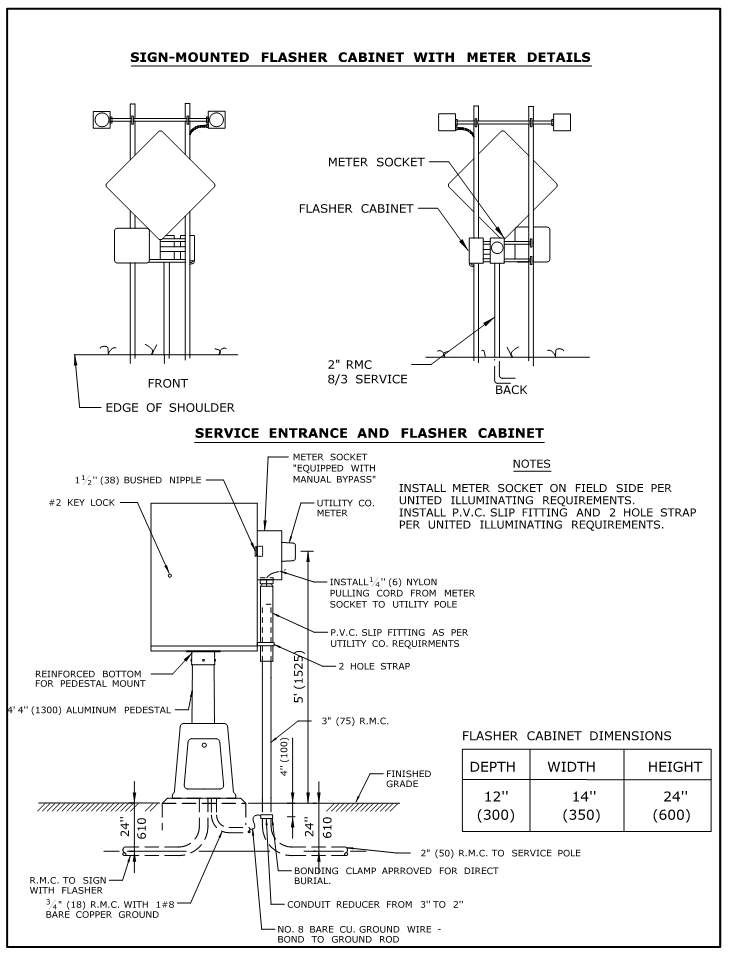 SIGN-MOUNTED FLASHER CABINET WITH METER DETAILS
METER SOCKET
FLASHER CABINET
2" RMC
8/3 SERVICE
FRONT
BACK
EDGE OF SHOULDER
SERVICE ENTRANCE AND FLASHER CABINET
METER SOCKET
"EQUIPPED WITH
MANUAL BYPASS"
1 1/2" (38) BUSHED NIPPLE
#2 KEY LOCK
UTILITY CO.
METER
NOTES
INSTALL METER SOCKET ON FIELD SIDE PER
UNITED ILLUMINATING REQUIREMENTS.
INSTALL P.V.C. SLIP FITTING AND 2 HOLE STRAP
PER UNITED ILLUMINATING REQUIREMENTS.
INSTALL 1/4" (6) NYLON
PULLING CORD FROM METER
SOCKET TO UTILITY POLE
P.V.C. SLIP FITTING AS PER
UTILITY CO. REQUIRMENTS
2 HOLE STRAP
5' (1525)
REINFORCED BOTTOM
FOR PEDESTAL MOUNT
4' 4" (1300) ALUMINUM PEDESTAL
3" (75) R.M.C.
4" (100)
FINISHED
GRADE
FLASHER CABINET DIMENSIONS
DEPTH WIDTH HEIGHT
12" 14" 24"
(300) (350) (600)
24"
610
24"
610
2" (50) R.M.C. TO SERVICE POLE
BONDING CLAMP APRROVED FOR DIRECT
BURIAL.
R.M.C. TO SIGN
WITH FLASHER
3/4" (18) R.M.C. WITH 1#8
BARE COPPER GROUND
CONDUIT REDUCER FROM 3" TO 2"
NO. 8 BARE CU. GROUND WIRE -
BOND TO GROUND ROD